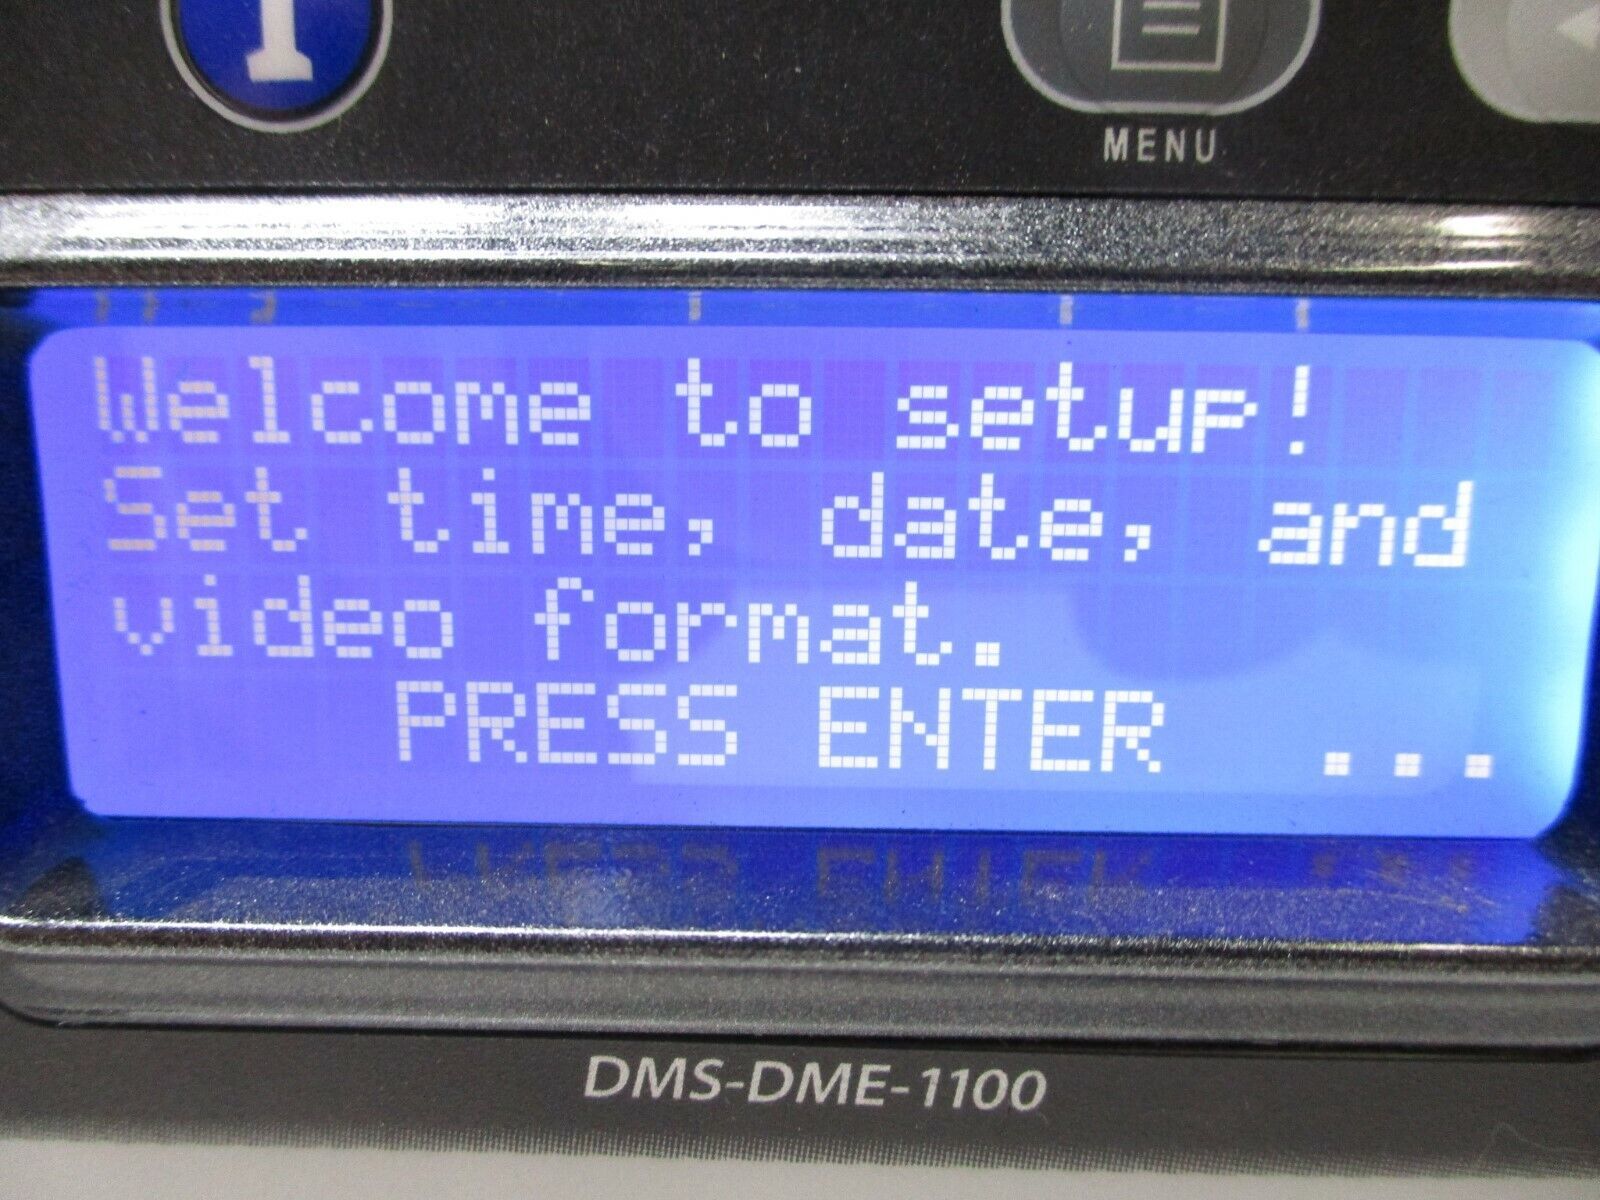 MENU
Welcome to setup!
Set time, date, and
video format.
PRESS ENTER ...
DMS-DME-1100